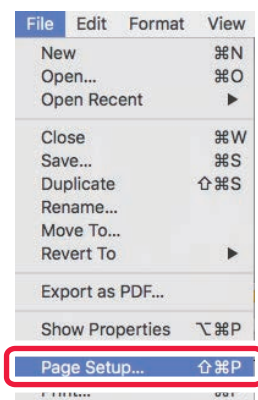 File Edit Format View
New ⌘N
Open... ⌘O
Open Recent ▶
Close ⌘W
Save... ⌘S
Duplicate ⇧⌘S
Rename...
Move To...
Revert To ▶
Export as PDF...
Show Properties ⌥⌘P
Page Setup... ⇧⌘P